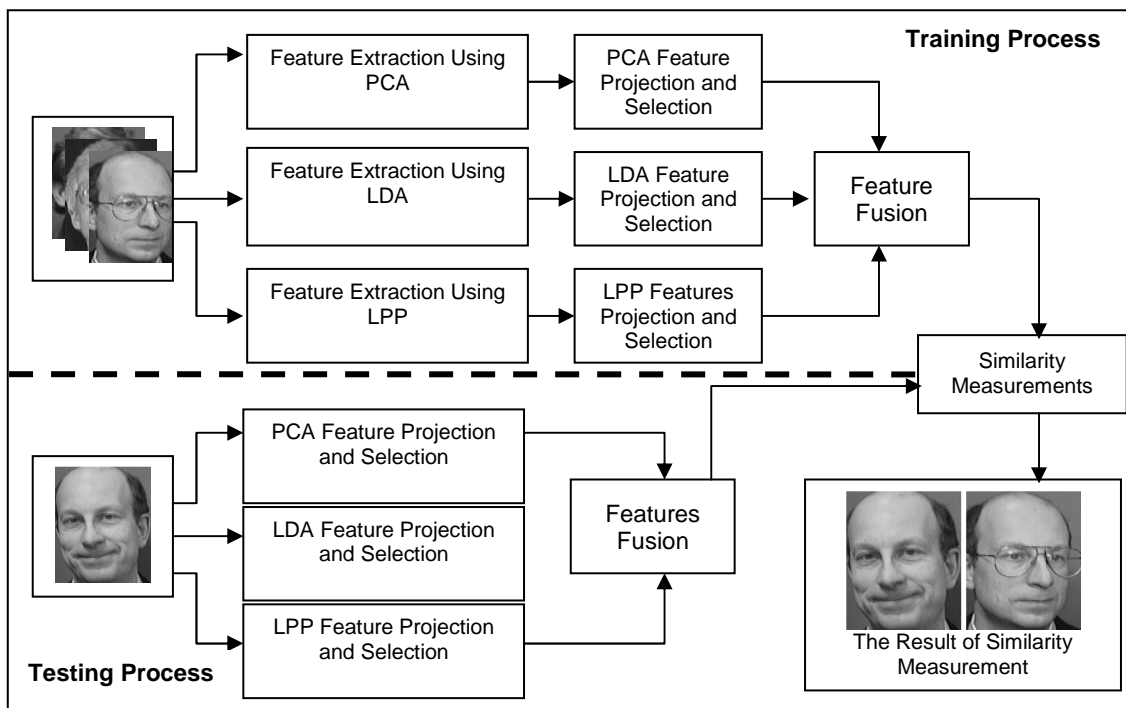 Training Process
Feature Extraction Using
PCA
PCA Feature
Projection and
Selection
Feature Extraction Using
LDA
LDA Feature
Projection and
Selection
Feature
Fusion
Feature Extraction Using
LPP
LPP Features
Projection and
Selection
Similarity
Measurements
PCA Feature Projection
and Selection
LDA Feature Projection
and Selection
Features
Fusion
LPP Feature Projection
and Selection
The Result of Similarity
Measurement
Testing Process